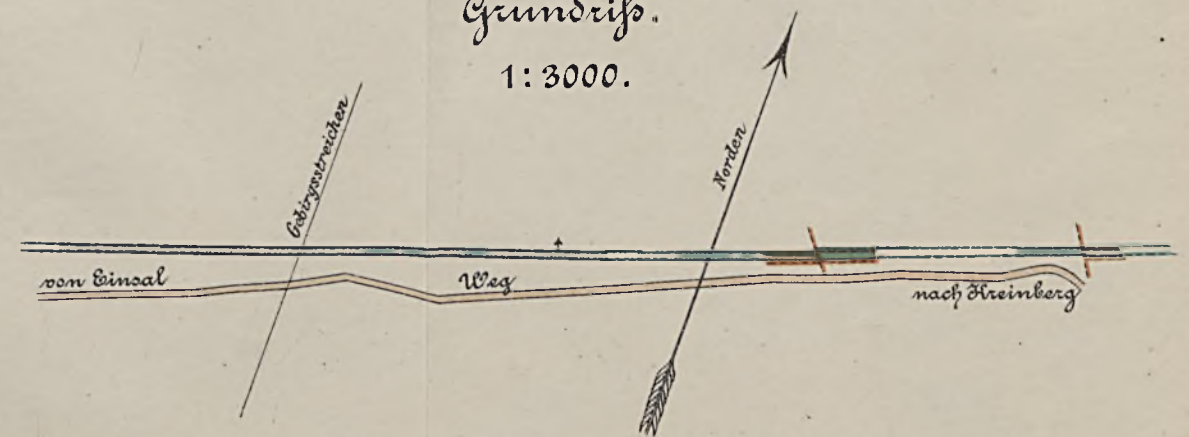 Grundriß.
1:3000.
Gebirgsstreichen
Norden
von Einsal
Weg
nach Kreinberg